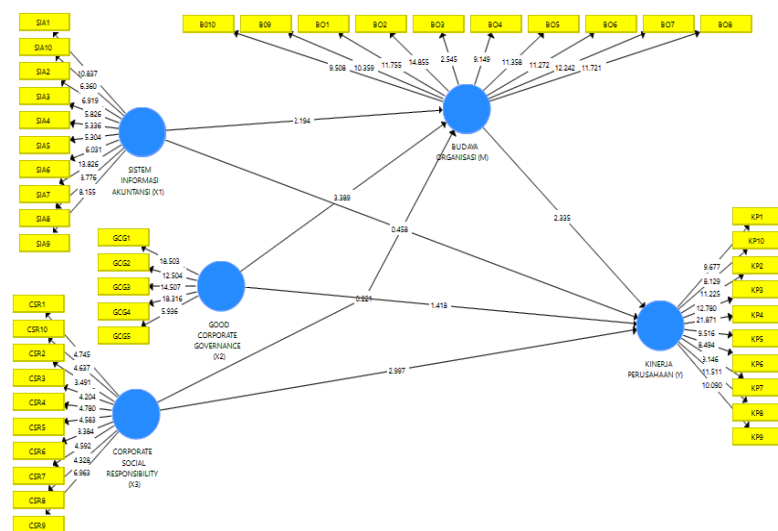 BO10
BO9
BO1
BO2
BO3
BO4
BO5
BO6
BO7
BO8
9.508
10.359
11.755
14.855
2.545
9.149
11.358
11.272
12.242
11.721
SIA1
SIA10
SIA2
SIA3
SIA4
SIA5
SIA6
SIA7
SIA8
SIA9
10.837
6.360
6.919
5.826
5.336
5.304
6.031
13.826
3.776
8.155
SISTEM
INFORMASI
AKUNTANSI (X1)
BUDAYA
ORGANISASI (M)
2.194
3.389
0.458
2.335
0.221
1.418
2.997
GCG1
GCG2
GCG3
GCG4
GCG5
18.503
12.504
14.507
18.316
5.936
GOOD
CORPORATE
GOVERNANCE
(X2)
CSR1
CSR10
CSR2
CSR3
CSR4
CSR5
CSR6
CSR7
CSR8
CSR9
4.745
4.637
3.491
4.204
4.780
4.583
3.384
4.592
4.328
6.963
CORPORATE
SOCIAL
RESPONSIBILITY
(X3)
KP1
KP10
KP2
KP3
KP4
KP5
KP6
KP7
KP8
KP9
9.677
8.129
11.225
12.780
21.871
9.516
8.494
9.146
11.511
10.090
KINERJA
PERUSAHAAN (Y)